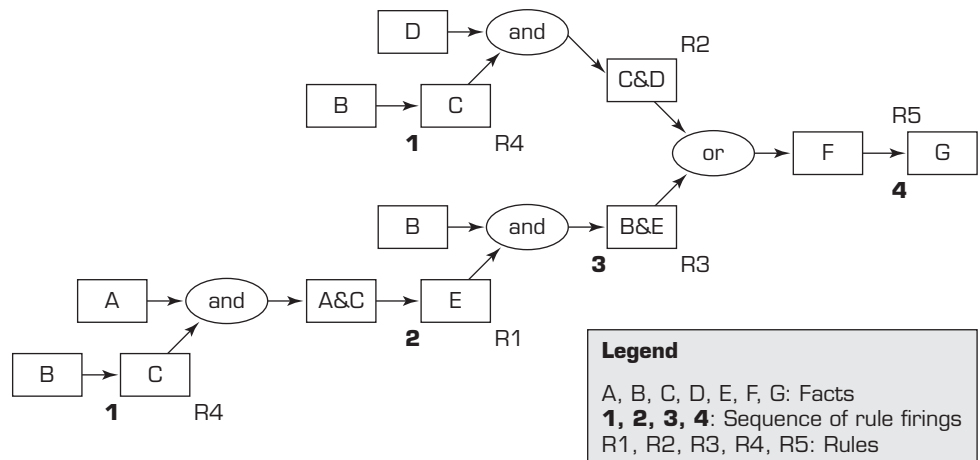 D and R2
C&D
B C
1 R4
R5
or F G
4
B and B&E
3 R3
A and A&C E
2 R1
B C
1 R4
Legend
A, B, C, D, E, F, G: Facts
1, 2, 3, 4: Sequence of rule firings
R1, R2, R3, R4, R5: Rules